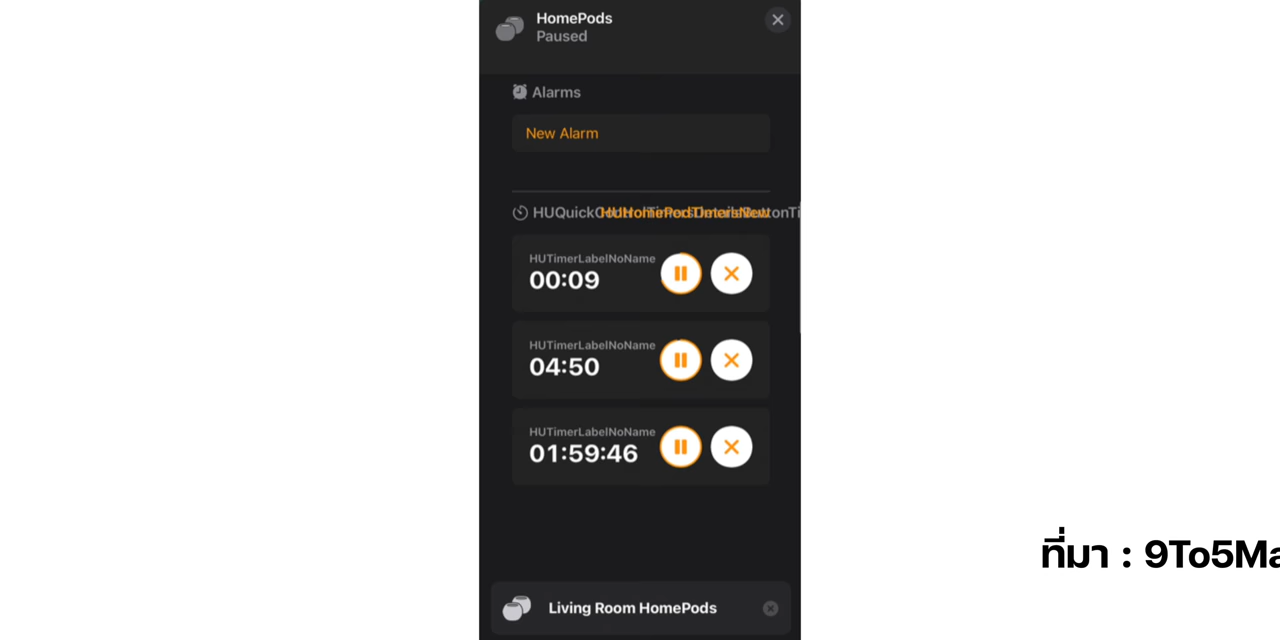 HomePods
Paused
Alarms
New Alarm
HUQuick
HUTimerLabelNoName
00:09
HUTimerLabelNoName
04:50
HUTimerLabelNoName
01:59:46
Living Room HomePods
ที่มา : 9To5Ma